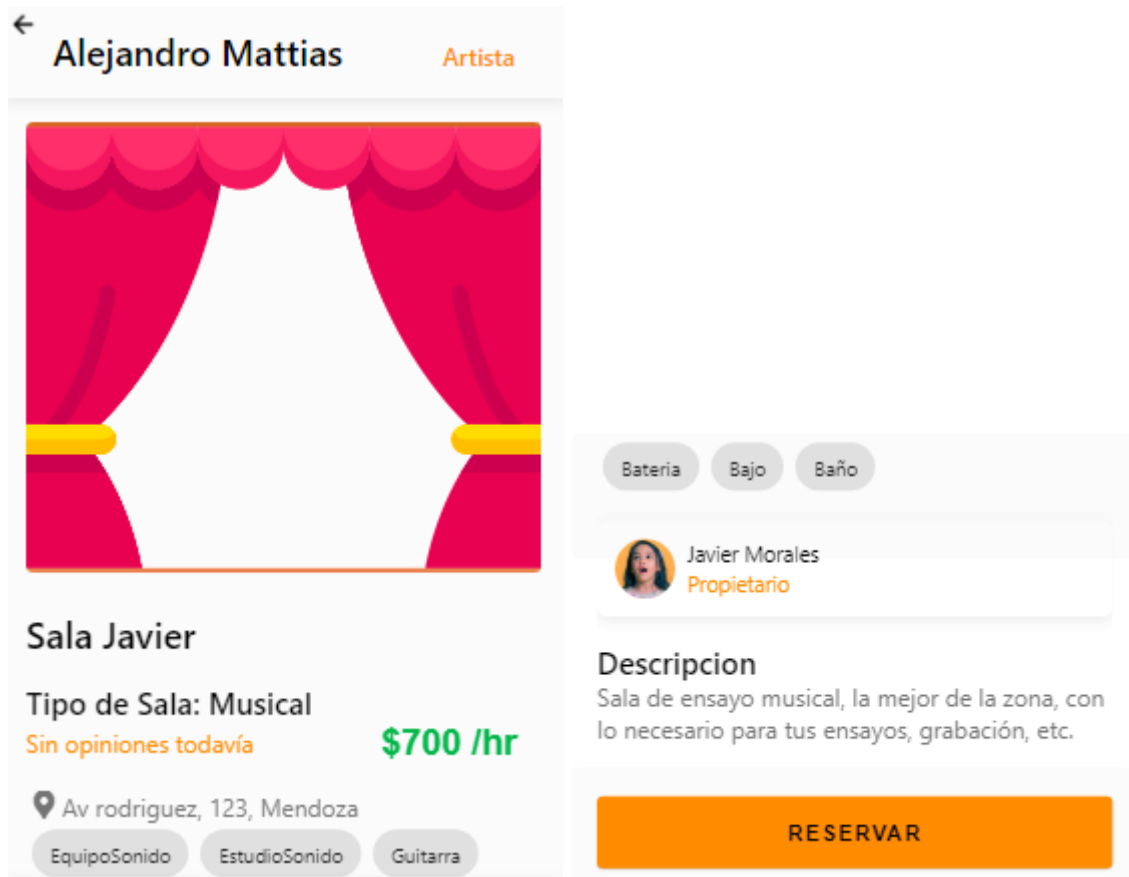 Alejandro Mattias
Artista
Sala Javier
Tipo de Sala: Musical
Sin opiniones todavía
$700 /hr
Av rodriguez, 123, Mendoza
EquipoSonido EstudioSonido Guitarra
Bateria Bajo Baño
Javier Morales
Propietario
Descripcion
Sala de ensayo musical, la mejor de la zona, con
lo necesario para tus ensayos, grabación, etc.
RESERVAR